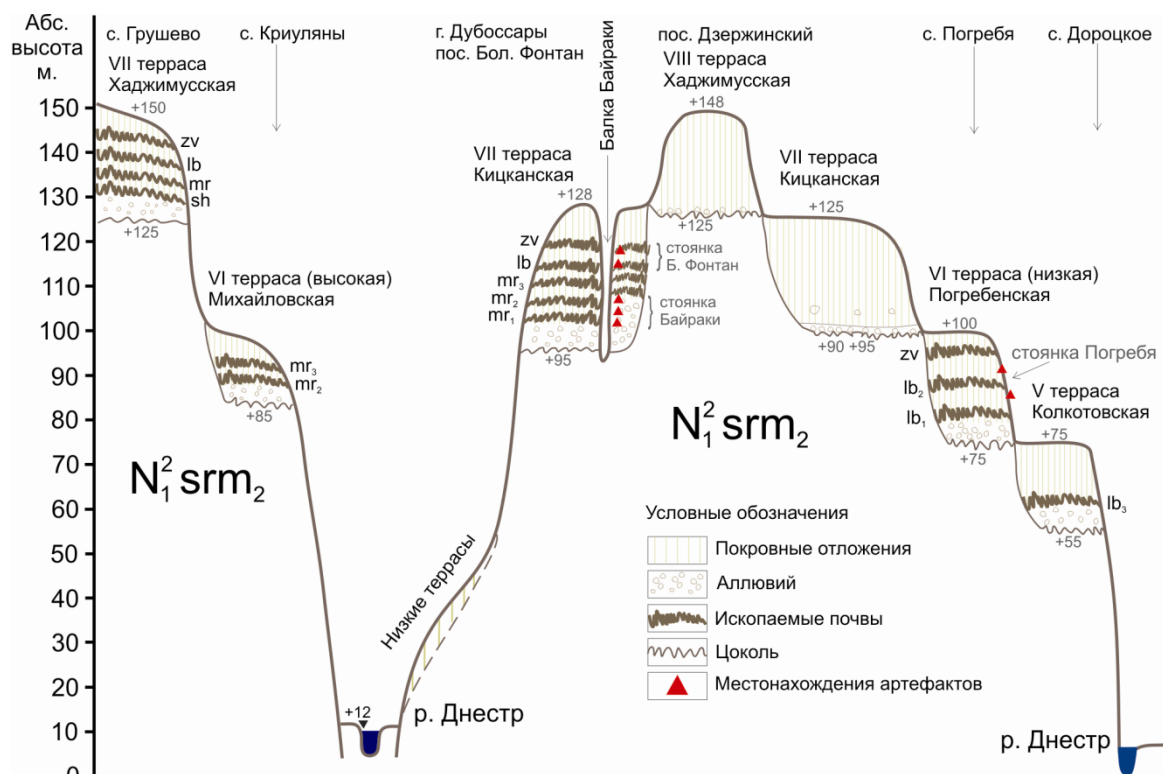 Абс.
высота
м.
с. Грушево
с. Криуляны
г. Дубоссары
пос. Бол. Фонтан
Балка Байраки
пос. Дзержинский
с. Погребя
с. Дороцкое
VII терраса
Хаджимусская
+150
150
140
130
120
110
100
90
80
70
60
50
40
30
20
10
0
zv
lb
mr
sh
+125
VI терраса (высокая)
Михайловская
mr3
mr2
+85
N1² srm2
VII терраса
Кицканская
+128
zv
lb
mr3
mr2
mr1
+95
стоянка
Б. Фонтан
стоянка
Байраки
VIII терраса
Хаджимусская
+148
+125
VII терраса
Кицканская
+125
+90 +95
VI терраса (низкая)
Погребенская
+100
zv
lb2
lb1
+75
стоянка Погребя
V терраса
Колкотовская
+75
lb3
+55
N1² srm2
Низкие террасы
+12
р. Днестр
Условные обозначения
Покровные отложения
Аллювий
Ископаемые почвы
Цоколь
Местонахождения артефактов
р. Днестр